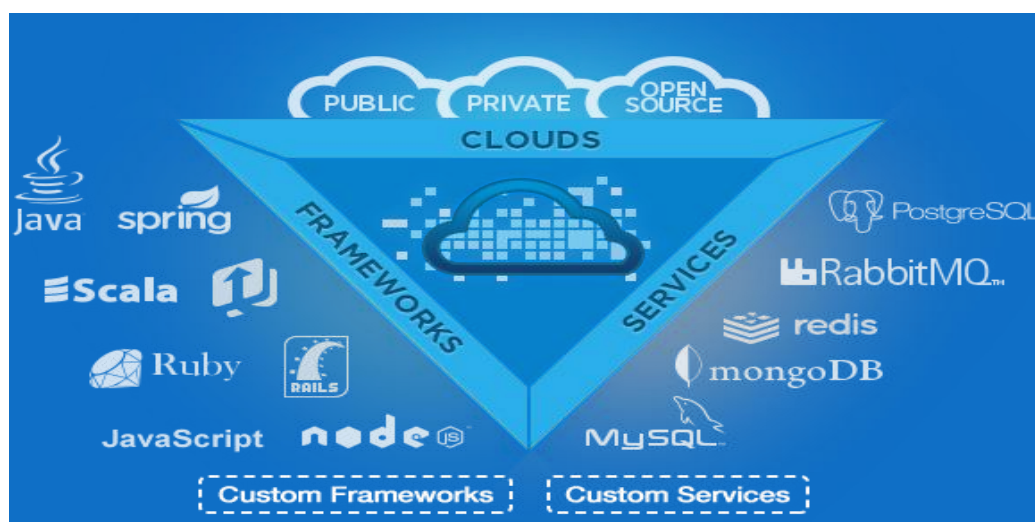 PUBLIC
PRIVATE
OPEN
SOURCE
CLOUDS
FRAMEWORKS
SERVICES
Java
spring
Scala
Ruby
RAILS
JavaScript
node JS
PostgreSQL
RabbitMQ TM
redis
mongoDB
MySQL
Custom Frameworks
Custom Services